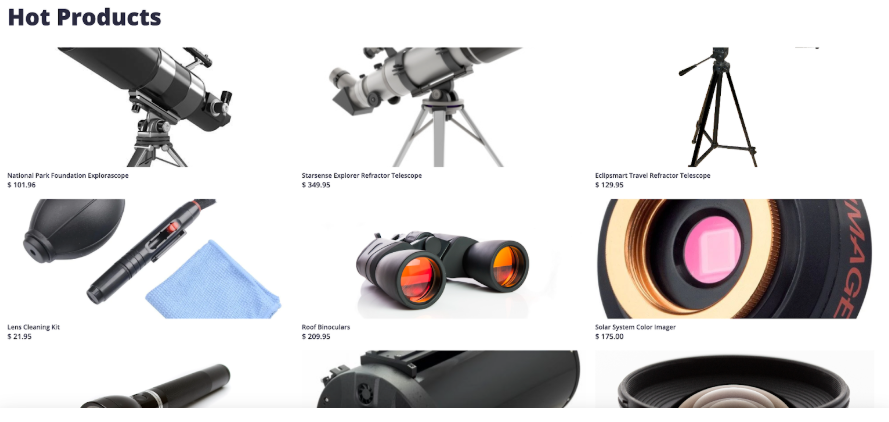 Hot Products
National Park Foundation Explorascope
$ 101.96
Starsense Explorer Refractor Telescope
$ 349.95
Eclipsmart Travel Refractor Telescope
$ 129.95
Lens Cleaning Kit
$ 21.95
Roof Binoculars
$ 209.95
IMAGE
Solar System Color Imager
$ 175.00